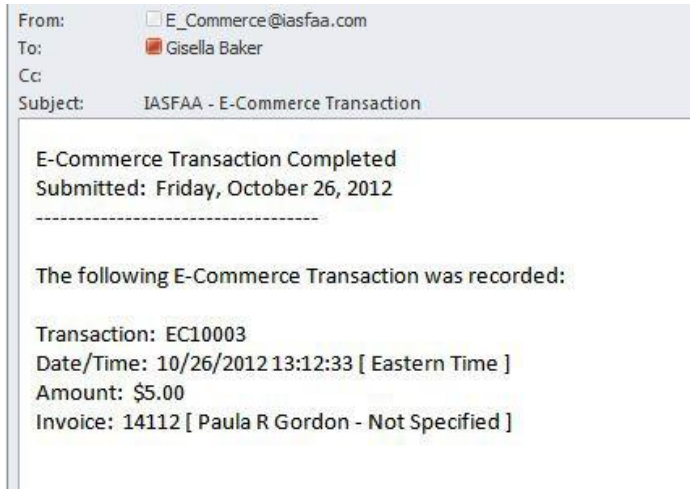 From: E_Commerce@iasfaa.com
To: Gisella Baker
Cc:
Subject: IASFAA - E-Commerce Transaction
E-Commerce Transaction Completed
Submitted: Friday, October 26, 2012
-----------------------------------
The following E-Commerce Transaction was recorded:
Transaction: EC10003
Date/Time: 10/26/2012 13:12:33 [ Eastern Time ]
Amount: $5.00
Invoice: 14112 [ Paula R Gordon - Not Specified ]